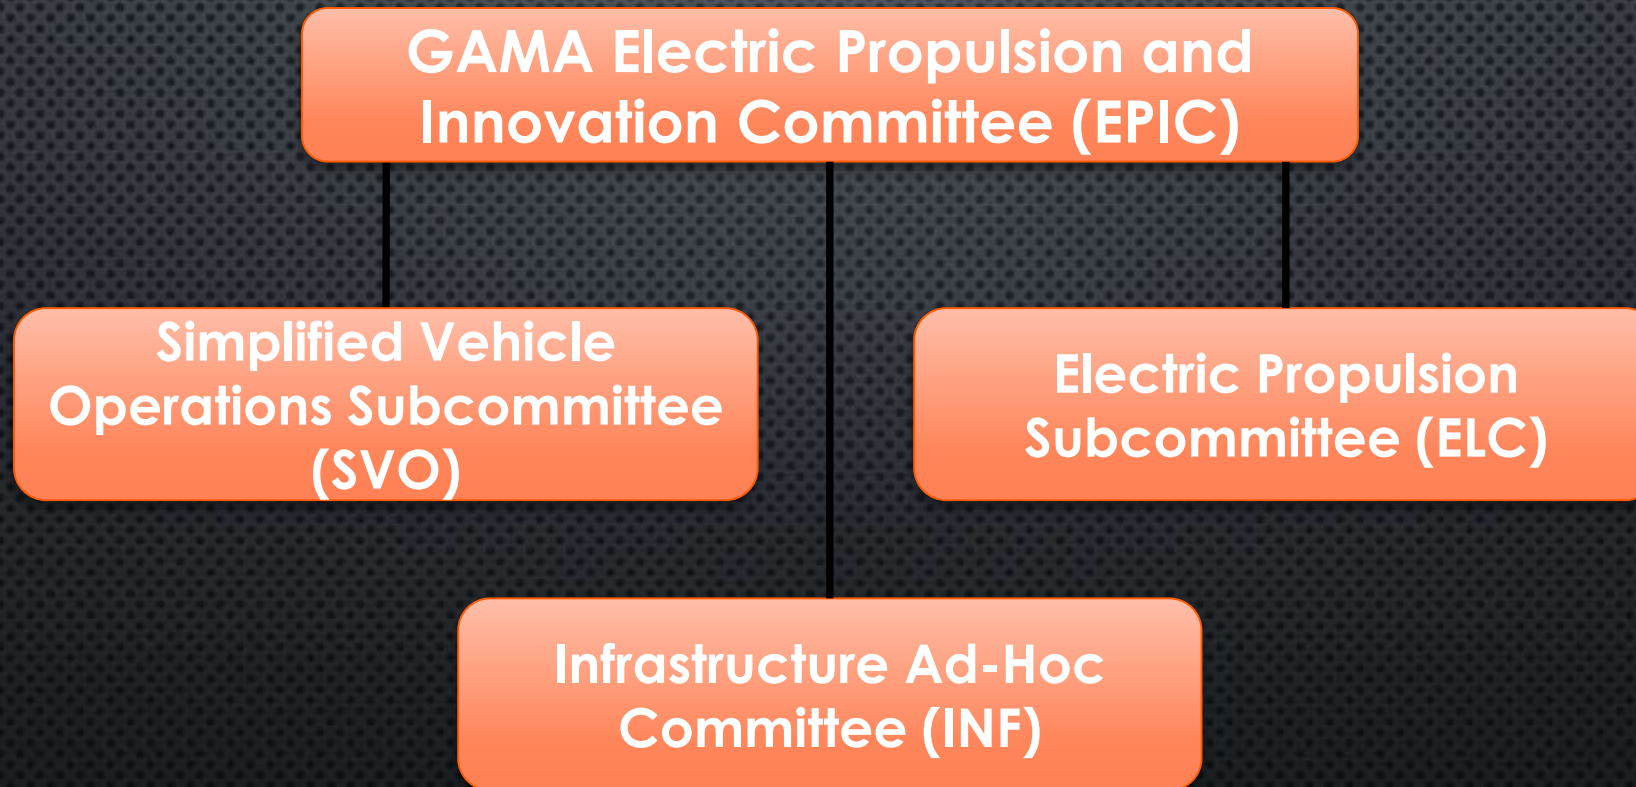 GAMA Electric Propulsion and
Innovation Committee (EPIC)
Simplified Vehicle
Operations Subcommittee
(SVO)
Electric Propulsion
Subcommittee (ELC)
Infrastructure Ad-Hoc
Committee (INF)